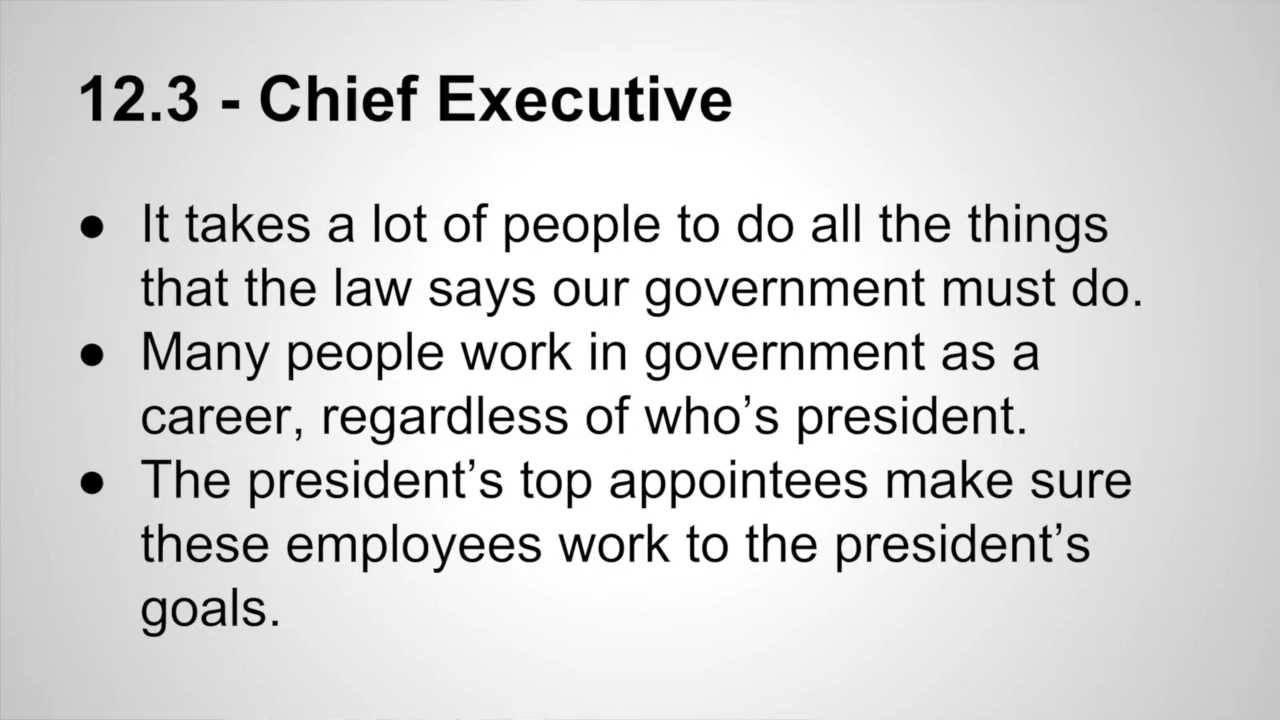 12.3 - Chief Executive
● It takes a lot of people to do all the things
that the law says our government must do.
● Many people work in government as a
career, regardless of who’s president.
● The president’s top appointees make sure
these employees work to the president’s
goals.